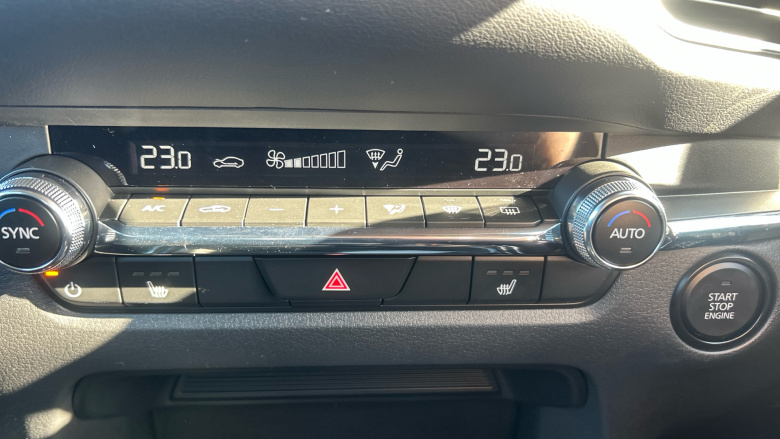 23.0 23.0
A/C - +
SYNC AUTO
START
STOP
ENGINE